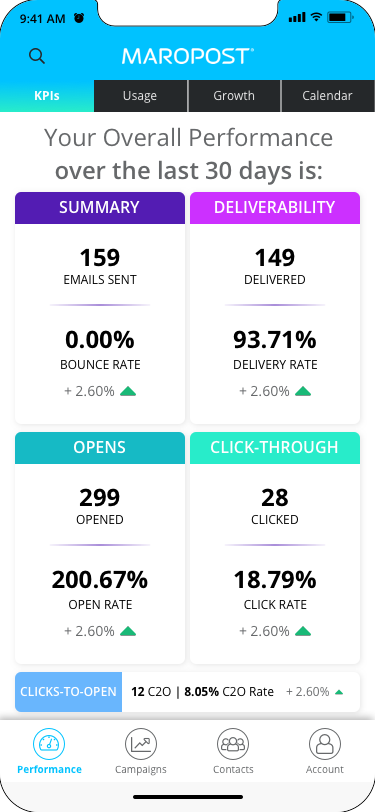 9:41 AM
MAROPOST
KPIs Usage Growth Calendar
Your Overall Performance
over the last 30 days is:
SUMMARY
159
EMAILS SENT
0.00%
BOUNCE RATE
+ 2.60%
DELIVERABILITY
149
DELIVERED
93.71%
DELIVERY RATE
+ 2.60%
OPENS
299
OPENED
200.67%
OPEN RATE
+ 2.60%
CLICK-THROUGH
28
CLICKED
18.79%
CLICK RATE
+ 2.60%
CLICKS-TO-OPEN 12 C2O | 8.05% C2O Rate + 2.60%
Performance Campaigns Contacts Account